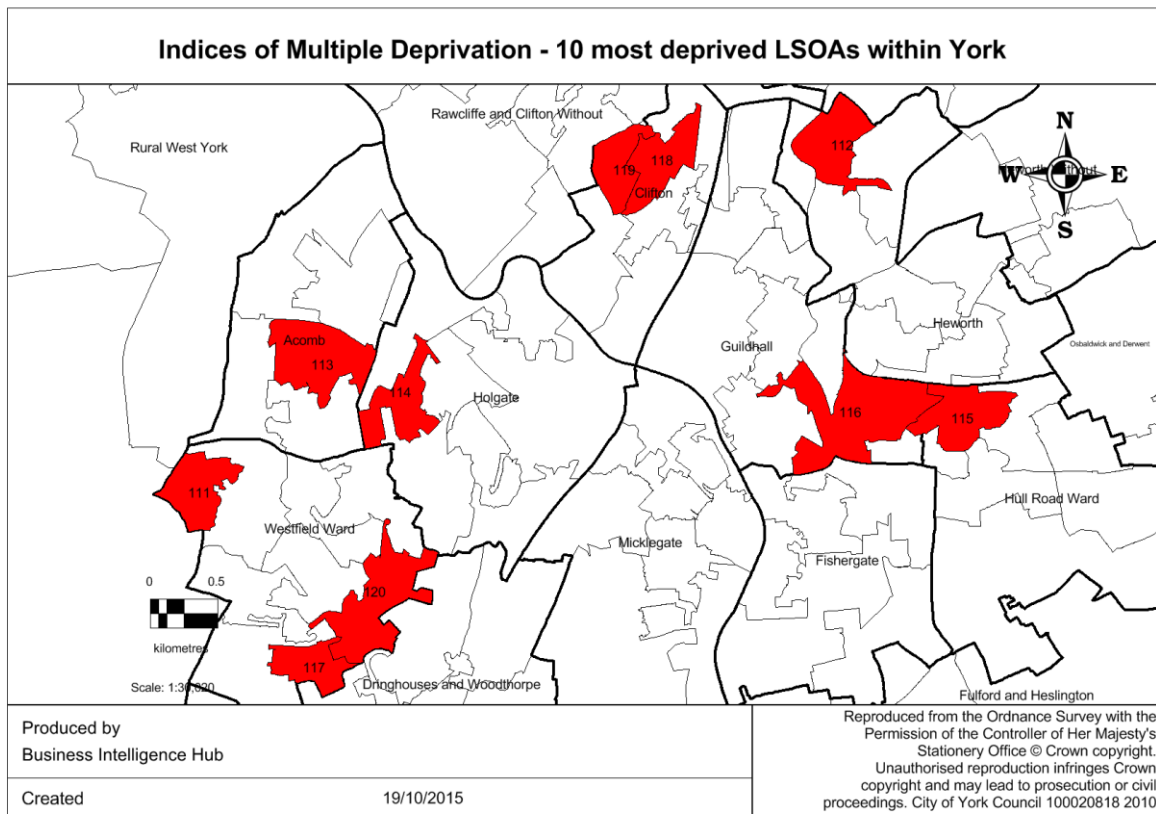 Indices of Multiple Deprivation - 10 most deprived LSOAs within York
Rawcliffe and Clifton Without
Rural West York
N
112
119
118
W
E
Clifton
S
Heworth
Acomb
113
Guildhall
Osbaldwick and Derwent
114
Holgate
116
115
111
Hull Road Ward
Westfield Ward
Micklegate
Fishergate
0
0.5
120
kilometres
117
Dringhouses and Woodthorpe
Scale: 1:30,020
Fulford and Heslington
Produced by
Business Intelligence Hub
Created 19/10/2015
Reproduced from the Ordnance Survey with the
Permission of the Controller of Her Majesty's
Stationery Office © Crown copyright.
Unauthorised reproduction infringes Crown
copyright and may lead to prosecution or civil
proceedings. City of York Council 100020818 2010